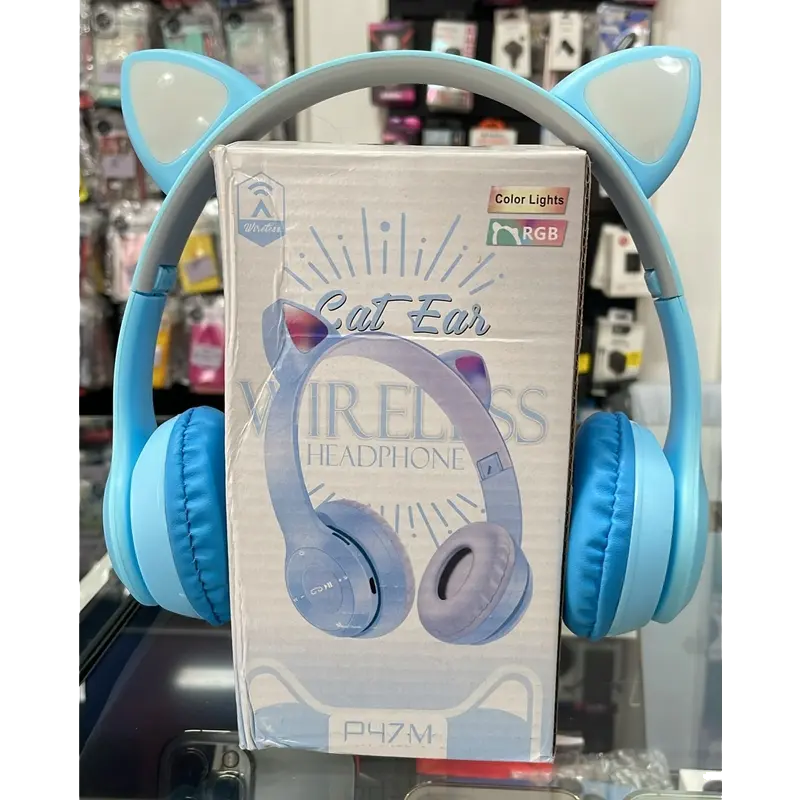 Wireless
Color Lights
RGB
Cat Ear
WIRELESS
HEADPHONE
P47M